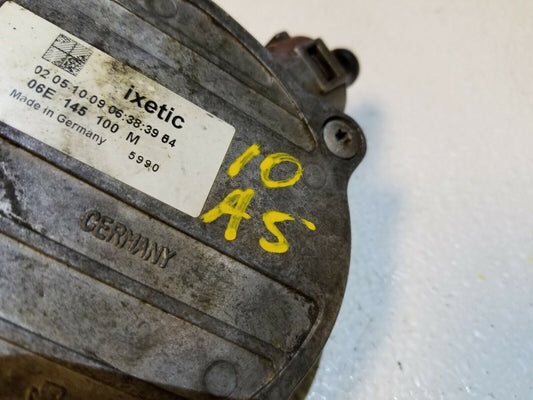 ixetic
02 05-10-09 06:38:39 84
06E 145 100 M
Made in Germany
5990
10
A5
GERMANY